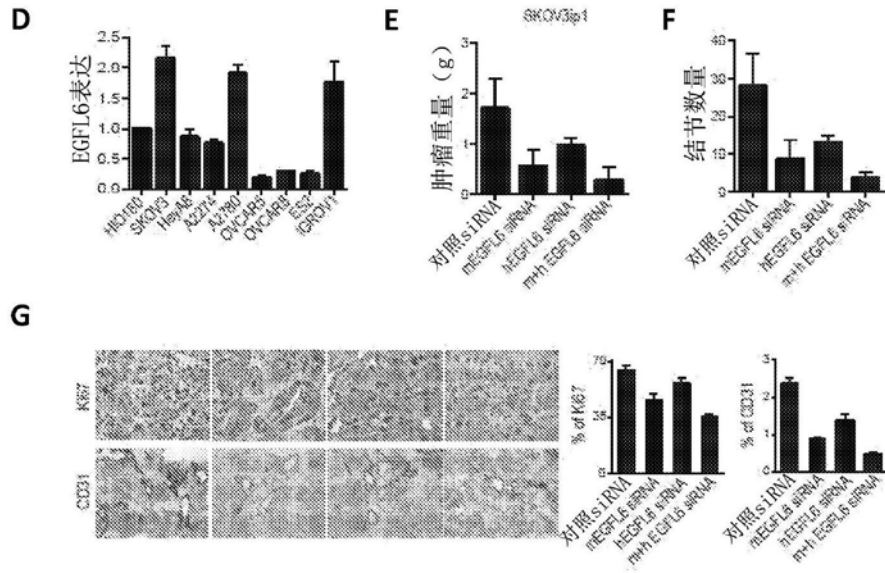 D
EGFL6表达
2.5
2.0
1.5
1.0
0.5
0.0
HIO180
SKOV3
HeyA8
A2774
A2780
OVCAR5
OVCAR8
ES2
IGROV1
E
SKOV3ip1
肿瘤重量（g）
3
2
1
0
对照siRNA
mEGFL6 siRNA
hEGFL6 siRNA
m+h EGFL6 siRNA
F
结节数量
40
30
20
10
0
对照siRNA
mEGFL6 siRNA
hEGFL6 siRNA
m+h EGFL6 siRNA
G
Ki67
CD31
% of Ki67
70
35
0
对照siRNA
mEGFL6 siRNA
hEGFL6 siRNA
m+h EGFL6 siRNA
% of CD31
3
2
1
0
对照siRNA
mEGFL6 siRNA
hEGFL6 siRNA
m+h EGFL6 siRNA